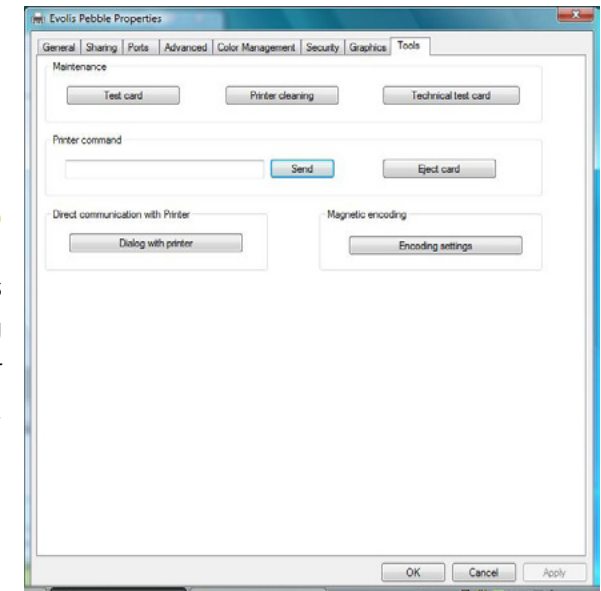 Evolis Pebble Properties
General Sharing Ports Advanced Color Management Security Graphics Tools
Maintenance
Test card Printer cleaning Technical test card
Printer command
Send Eject card
Direct communication with Printer Magnetic encoding
Dialog with printer Encoding settings
OK Cancel Apply